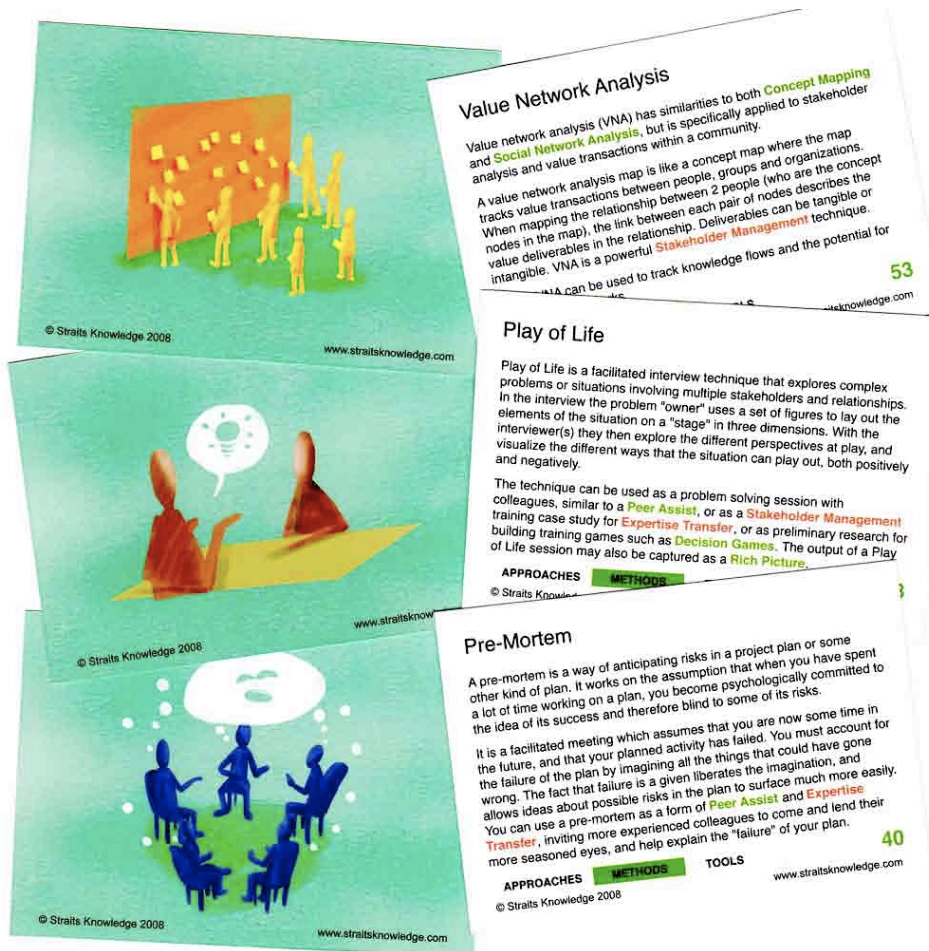 © Straits Knowledge 2008
www.straitsknowledge.com
Value Network Analysis
Value network analysis (VNA) has similarities to both Concept Mapping
and Social Network Analysis, but is specifically applied to stakeholder
analysis and value transactions within a community.
A value network analysis map is like a concept map where the map
tracks value transactions between people, groups and organizations.
When mapping the relationship between 2 people (who are the concept
nodes in the map), the link between each pair of nodes describes the
value deliverables in the relationship. Deliverables can be tangible or
intangible. VNA is a powerful Stakeholder Management technique.
VNA can be used to track knowledge flows and the potential for
53
© Straits Knowledge 2008
Play of Life
Play of Life is a facilitated interview technique that explores complex
problems or situations involving multiple stakeholders and relationships.
In the interview the problem "owner" uses a set of figures to lay out the
elements of the situation on a "stage" in three dimensions. With the
interviewer(s) they then explore the different perspectives at play, and
visualize the different ways that the situation can play out, both positively
and negatively.
The technique can be used as a problem solving session with
colleagues, similar to a Peer Assist, or as a Stakeholder Management
training case study for Expertise Transfer, or as preliminary research for
building training games such as Decision Games. The output of a Play
of Life session may also be captured as a Rich Picture.
APPROACHES METHODS
© Straits
© Straits Knowledge 2008
www.straitsknowledge.com
Pre-Mortem
A pre-mortem is a way of anticipating risks in a project plan or some
other kind of plan. It works on the assumption that when you have spent
a lot of time working on a plan, you become psychologically committed to
the idea of its success and therefore blind to some of its risks.
It is a facilitated meeting which assumes that you are now some time in
the future, and that your planned activity has failed. You must account for
the failure of the plan by imagining all the things that could have gone
wrong. The fact that failure is a given liberates the imagination, and
allows ideas about possible risks in the plan to surface much more easily.
You can use a pre-mortem as a form of Peer Assist and Expertise
Transfer, inviting more experienced colleagues to come and lend their
more seasoned eyes, and help explain the "failure" of your plan.
40
APPROACHES METHODS TOOLS
© Straits Knowledge 2008
www.straitsknowledge.com